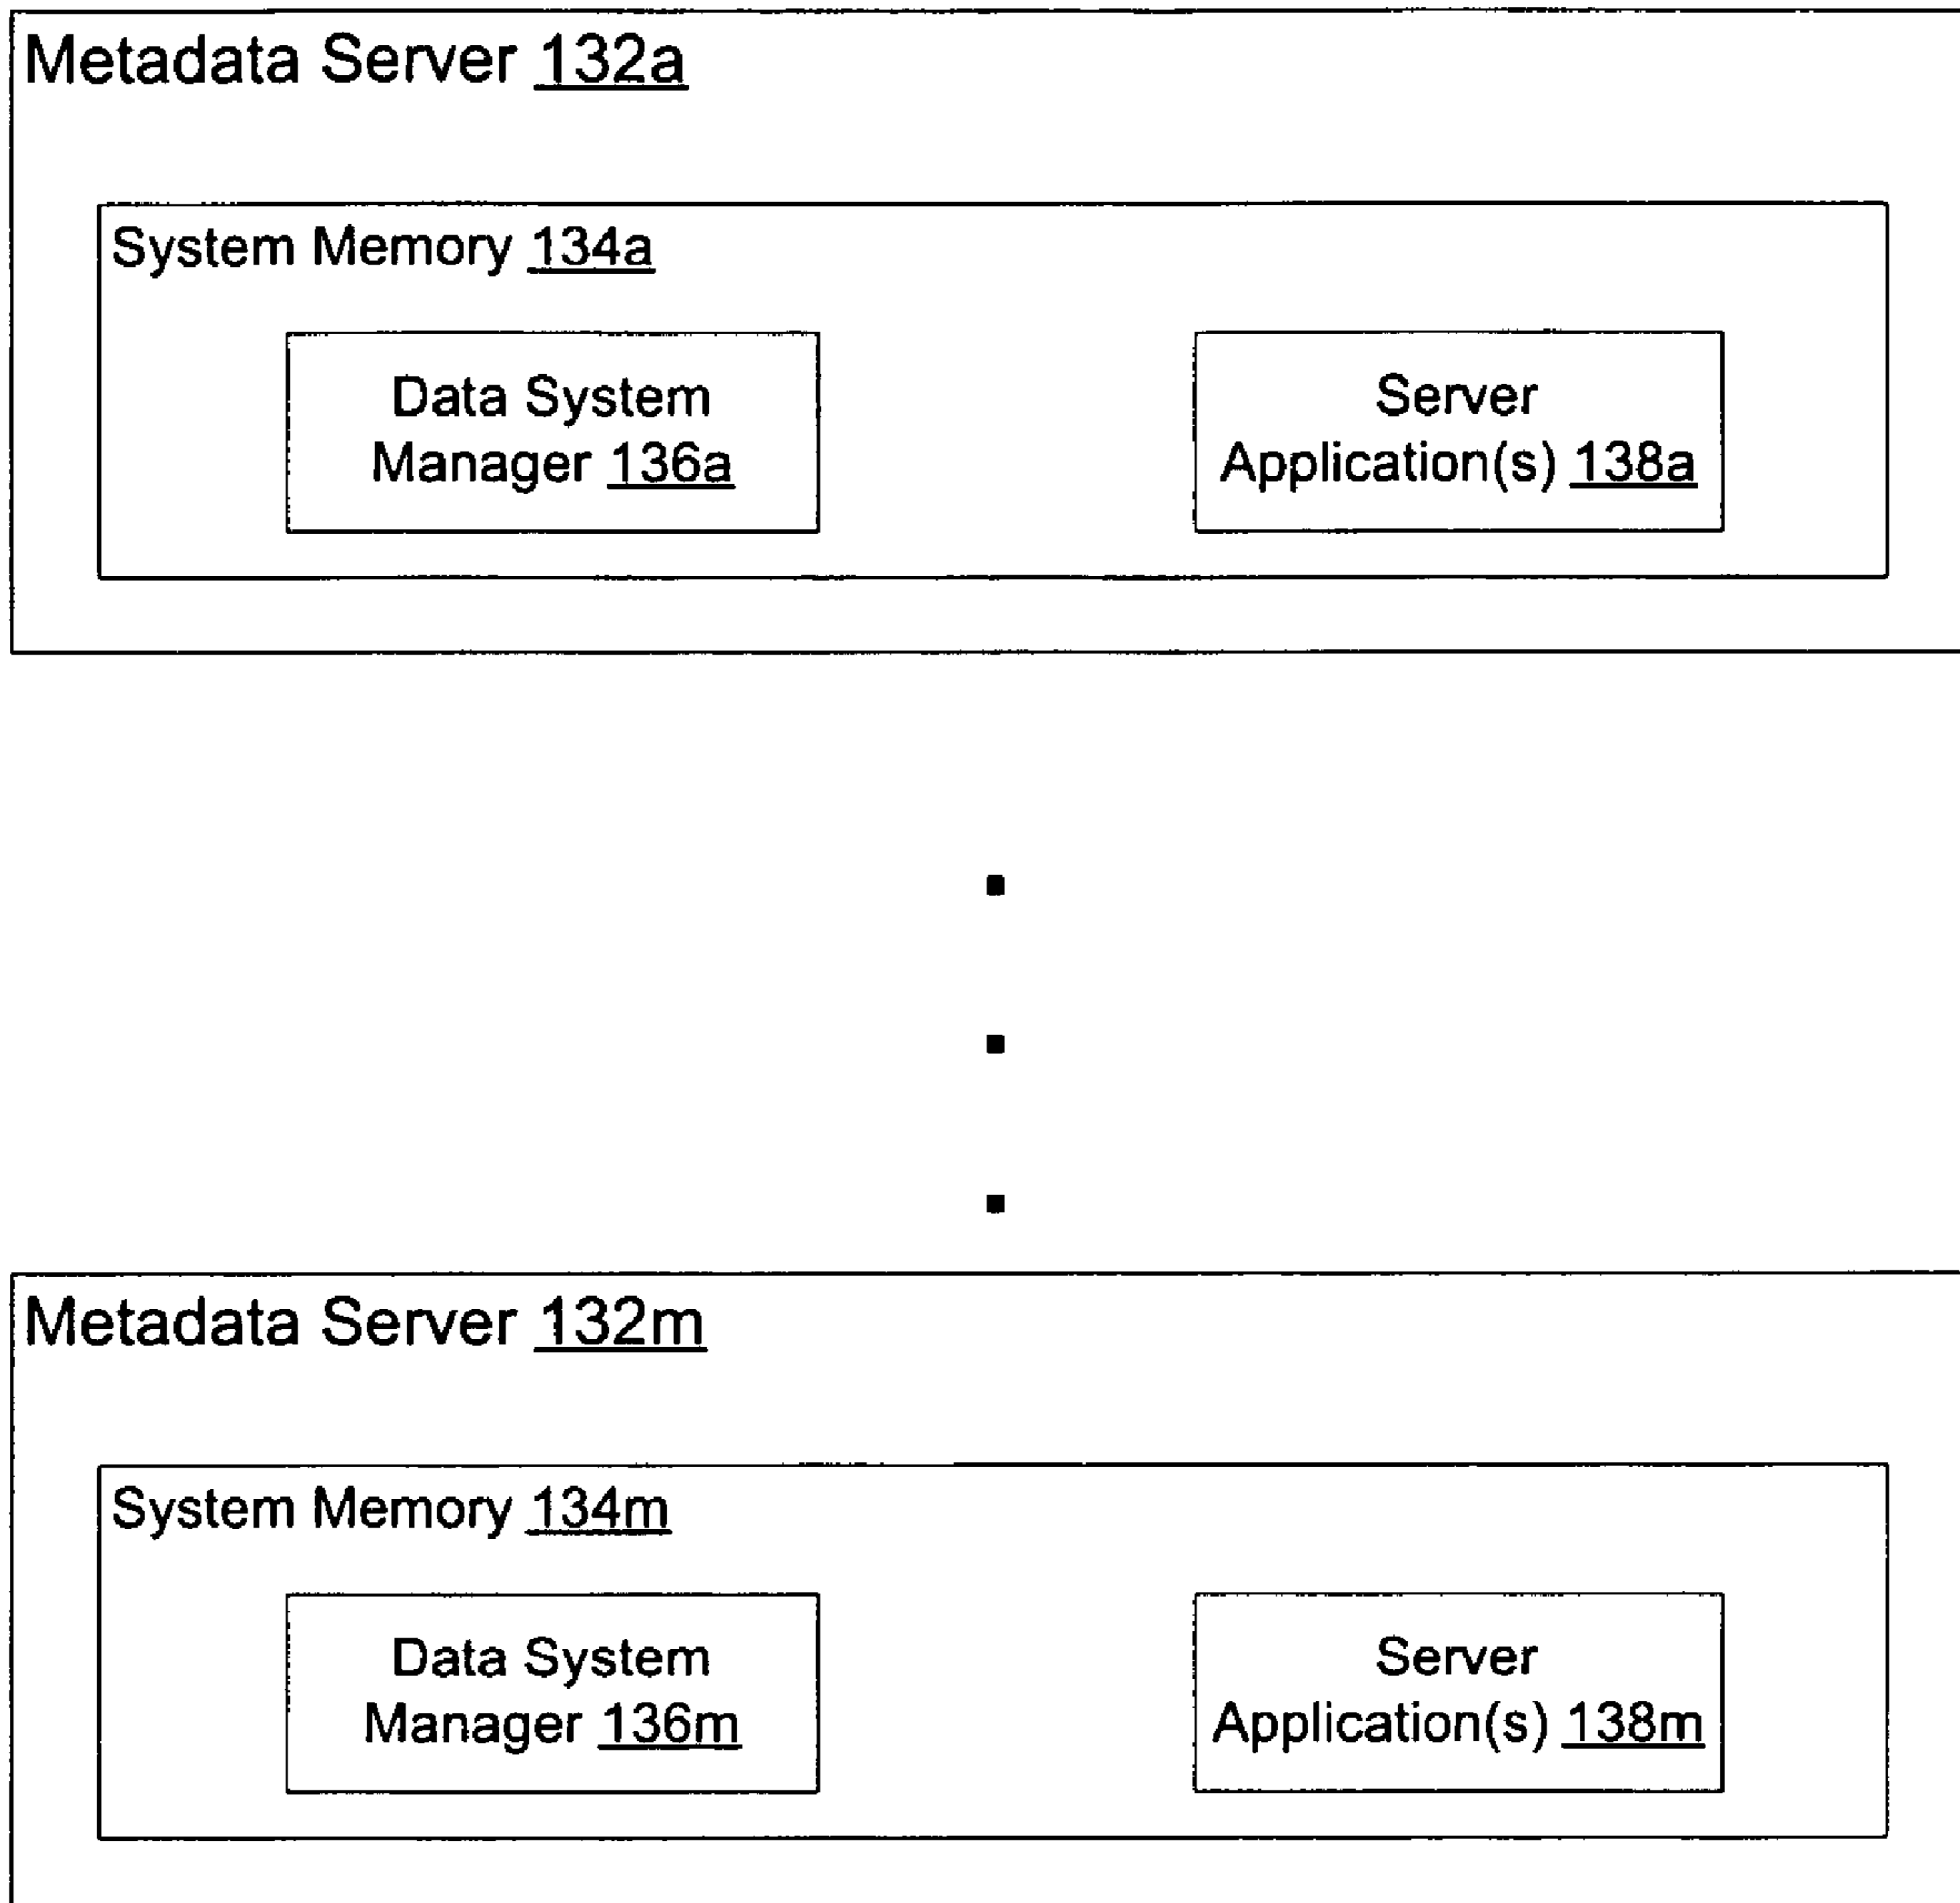 Metadata Server 132a
System Memory 134a
Data System
Manager 136a
Server
Application(s) 138a
Metadata Server 132m
System Memory 134m
Data System
Manager 136m
Server
Application(s) 138m